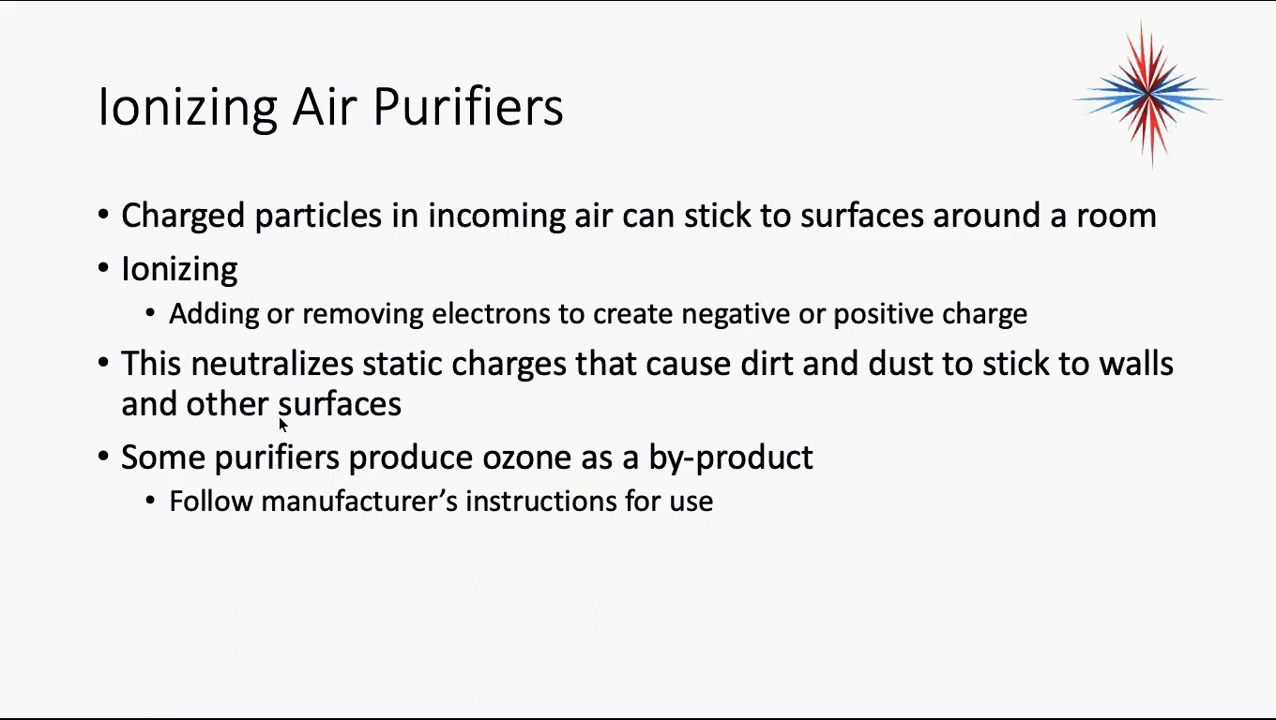 Ionizing Air Purifiers
• Charged particles in incoming air can stick to surfaces around a room
• Ionizing
• Adding or removing electrons to create negative or positive charge
• This neutralizes static charges that cause dirt and dust to stick to walls
and other surfaces
• Some purifiers produce ozone as a by-product
• Follow manufacturer’s instructions for use